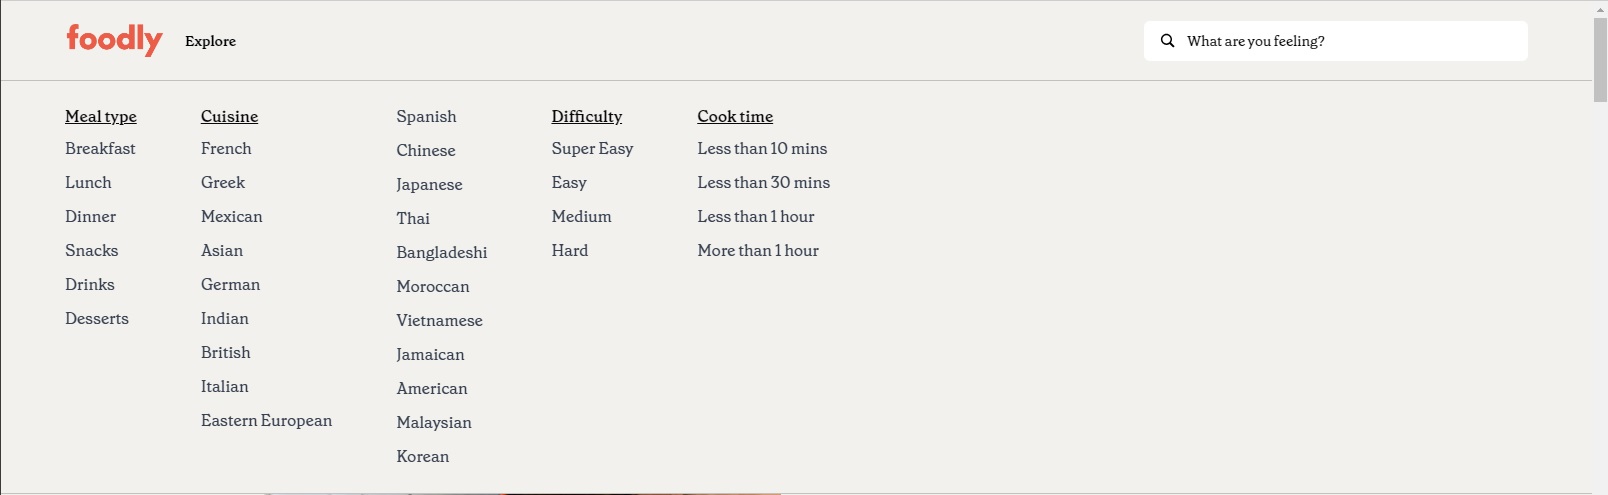 foodly
Explore
What are you feeling?
Meal type
Breakfast
Lunch
Dinner
Snacks
Drinks
Desserts
Cuisine
French
Greek
Mexican
Asian
German
Indian
British
Italian
Eastern European
Spanish
Chinese
Japanese
Thai
Bangladeshi
Moroccan
Vietnamese
Jamaican
American
Malaysian
Korean
Difficulty
Super Easy
Easy
Medium
Hard
Cook time
Less than 10 mins
Less than 30 mins
Less than 1 hour
More than 1 hour